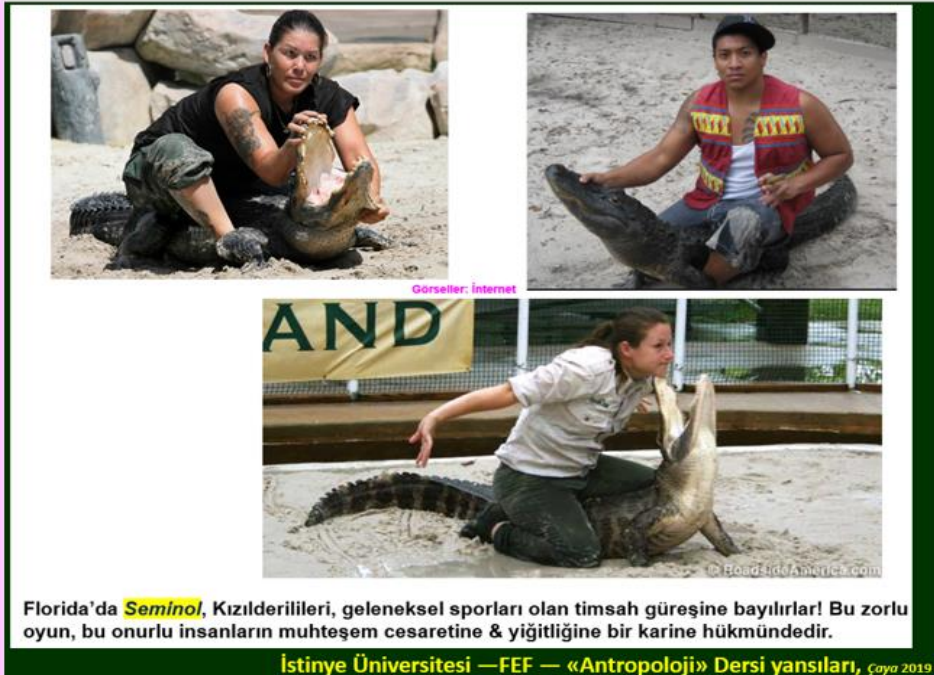 Görseller: İnternet
AND
© RoadsideAmerica.com
Florida’da Seminol, Kızılderilileri, geleneksel sporları olan timsah güreşine bayılırlar! Bu zorlu
oyun, bu onurlu insanların muhteşem cesaretine & yiğitliğine bir karine hükmündedir.
İstinye Üniversitesi —FEF — «Antropoloji» Dersi yansıları, Çaya 2019